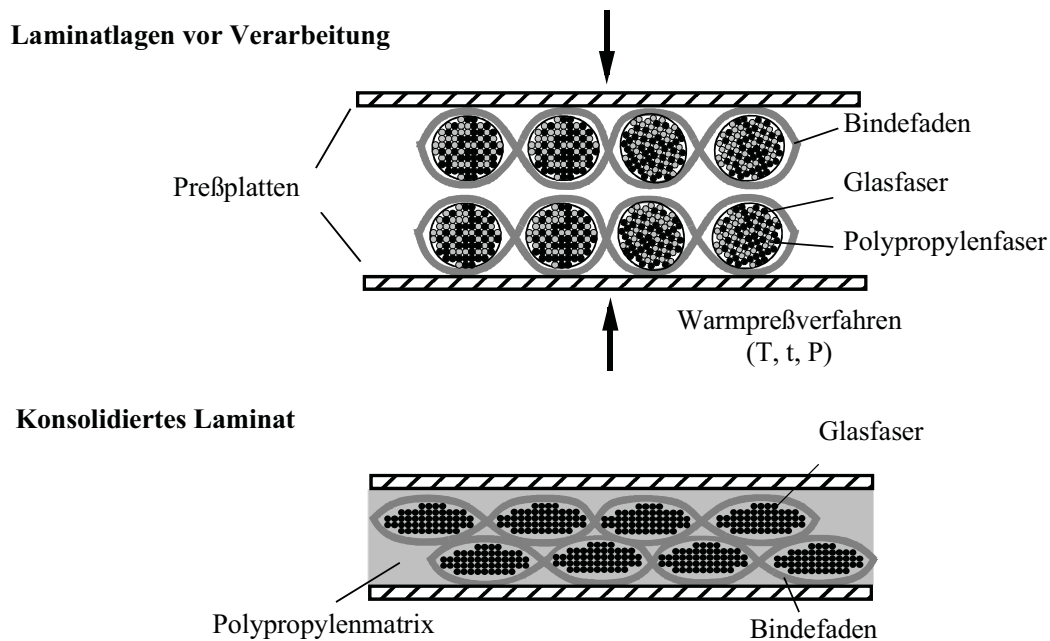 Laminatlagen vor Verarbeitung
Bindefaden
Preßplatten
Glasfaser
Polypropylenfaser
Warmpreßverfahren
(T, t, P)
Konsolidiertes Laminat
Glasfaser
Polypropylenmatrix
Bindefaden